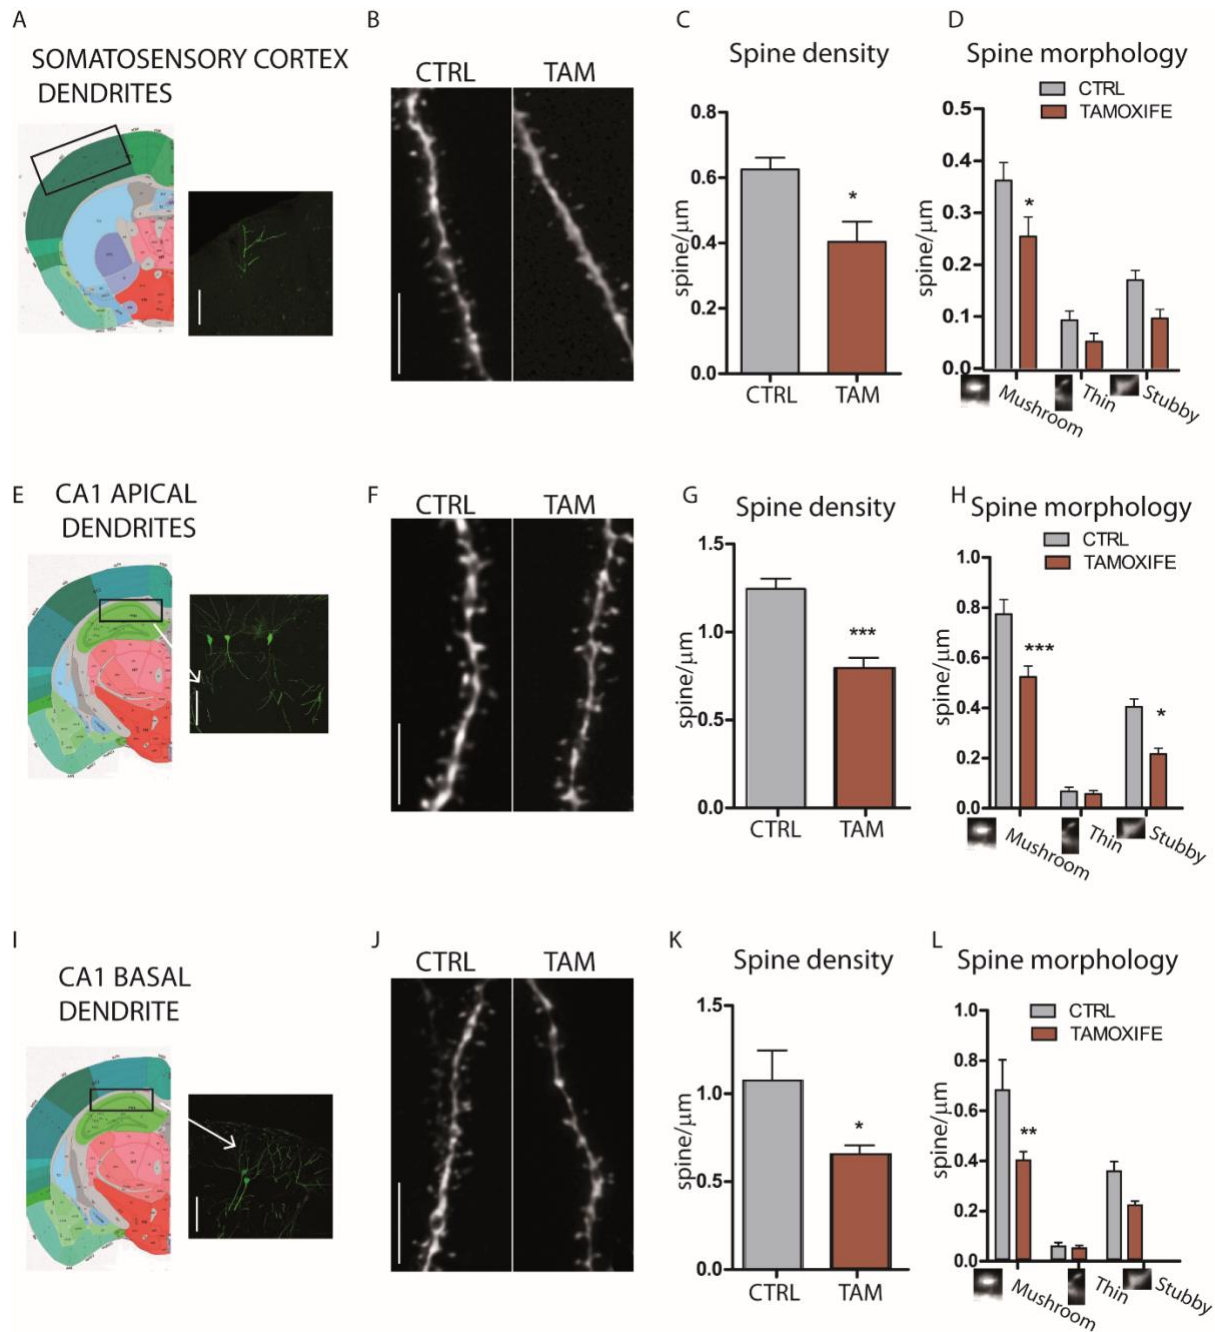 A
SOMATOSENSORY CORTEX
DENDRITES
B
CTRL TAM
C
Spine density
0.8
0.6
0.4
0.2
0.0
spine/μm
*
CTRL TAM
D
Spine morphology
CTRL
TAMOXIFE
0.5
0.4
0.3
0.2
0.1
0.0
spine/μm
*
Mushroom Thin Stubby
E
CA1 APICAL
DENDRITES
F
CTRL TAM
G
Spine density
1.5
1.0
0.5
0.0
spine/μm
***
CTRL TAM
H
Spine morphology
CTRL
TAMOXIFE
1.0
0.8
0.6
0.4
0.2
0.0
spine/μm
***
*
Mushroom Thin Stubby
I
CA1 BASAL
DENDRITE
J
CTRL TAM
K
Spine density
1.5
1.0
0.5
0.0
spine/μm
*
CTRL TAM
L
Spine morphology
CTRL
TAMOXIFE
1.0
0.8
0.6
0.4
0.2
0.0
spine/μm
**
Mushroom Thin Stubby